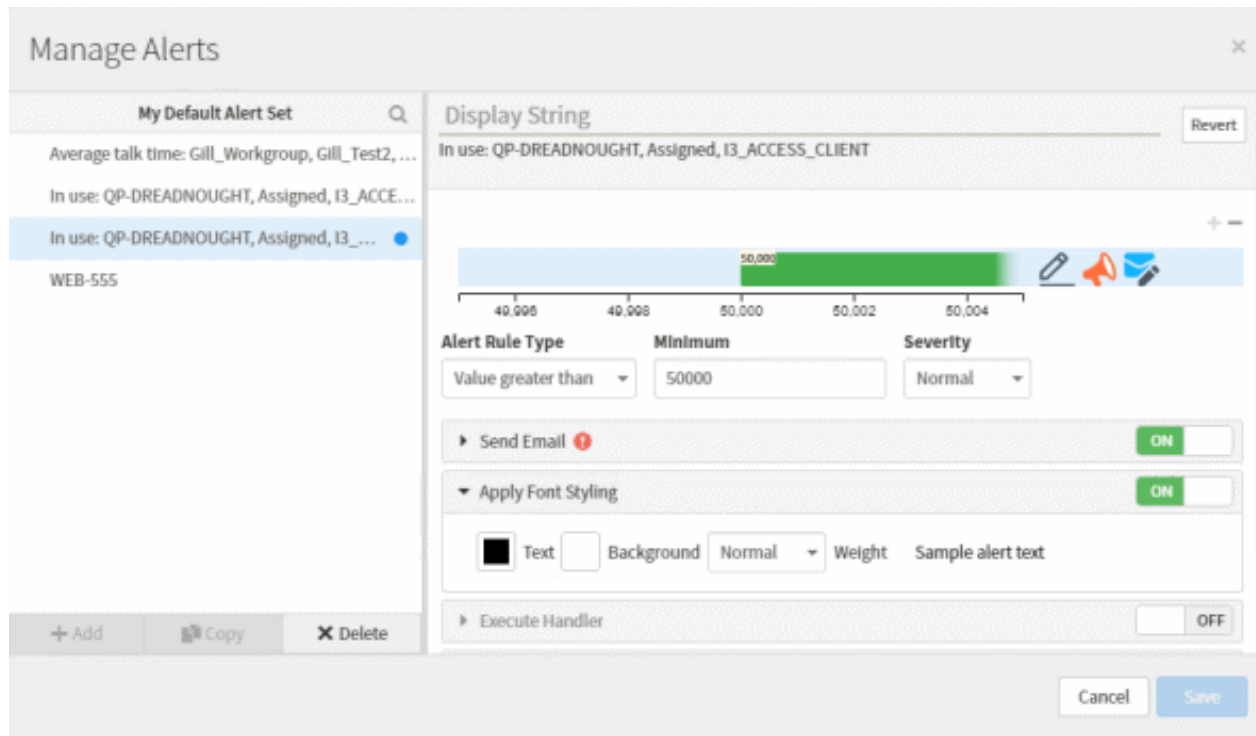 Manage Alerts
My Default Alert Set
Average talk time: Gill_Workgroup, Gill_Test2, ...
In use: QP-DREADNOUGHT, Assigned, I3_ACCE...
In use: QP-DREADNOUGHT, Assigned, I3_...
WEB-555
+ Add Copy Delete
Display String
Revert
In use: QP-DREADNOUGHT, Assigned, I3_ACCESS_CLIENT
50,000
49,996 49,998 50,000 50,002 50,004
Alert Rule Type Minimum Severity
Value greater than 50000 Normal
Send Email ON
Apply Font Styling ON
Text Background Normal Weight Sample alert text
Execute Handler OFF
Cancel Save